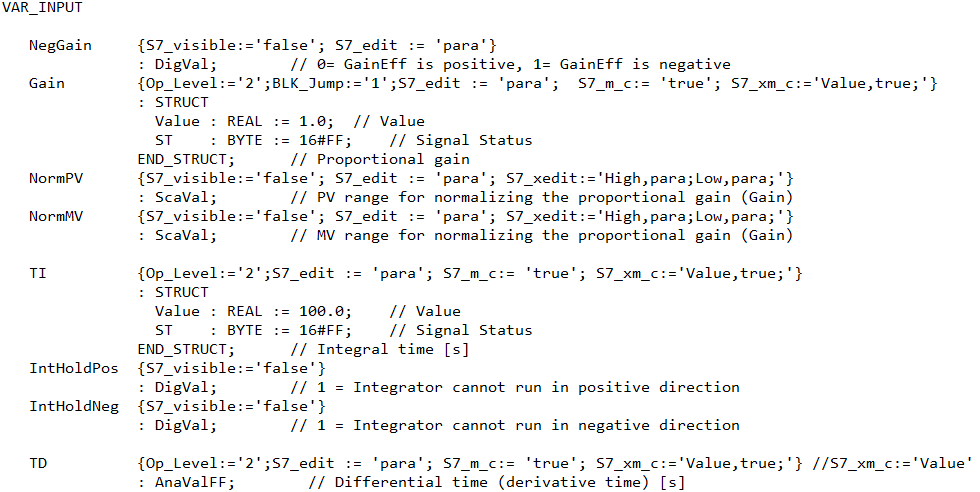 VAR_INPUT
NegGain {S7_visible:='false'; S7_edit := 'para'}
: DigVal; // 0= GainEff is positive, 1= GainEff is negative
Gain {Op_Level:='2';BLK_Jump:='1';S7_edit := 'para'; S7_m_c:= 'true'; S7_xm_c:='Value,true;'}
: STRUCT
Value : REAL := 1.0; // Value
ST : BYTE := 16#FF; // Signal Status
END_STRUCT; // Proportional gain
NormPV {S7_visible:='false'; S7_edit := 'para'; S7_xedit:='High,para;Low,para;'}
: ScaVal; // PV range for normalizing the proportional gain (Gain)
NormMV {S7_visible:='false'; S7_edit := 'para'; S7_xedit:='High,para;Low,para;'}
: ScaVal; // MV range for normalizing the proportional gain (Gain)
TI {Op_Level:='2';S7_edit := 'para'; S7_m_c:= 'true'; S7_xm_c:='Value,true;'}
: STRUCT
Value : REAL := 100.0; // Value
ST : BYTE := 16#FF; // Signal Status
END_STRUCT; // Integral time [s]
IntHoldPos {S7_visible:='false'}
: DigVal; // 1 = Integrator cannot run in positive direction
IntHoldNeg {S7_visible:='false'}
: DigVal; // 1 = Integrator cannot run in negative direction
TD {Op_Level:='2';S7_edit := 'para'; S7_m_c:= 'true'; S7_xm_c:='Value,true;'} //S7_xm_c:='Value'
: AnaValFF; // Differential time (derivative time) [s]